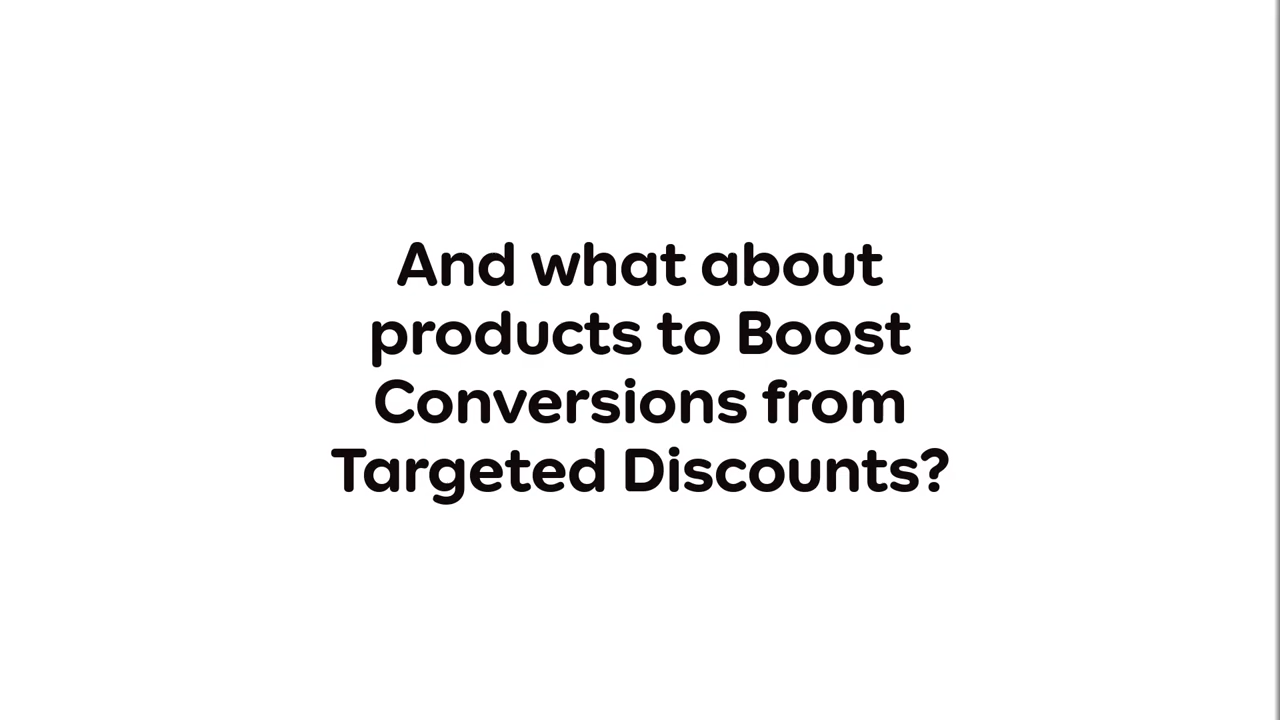 And what about
products to Boost
Conversions from
Targeted Discounts?